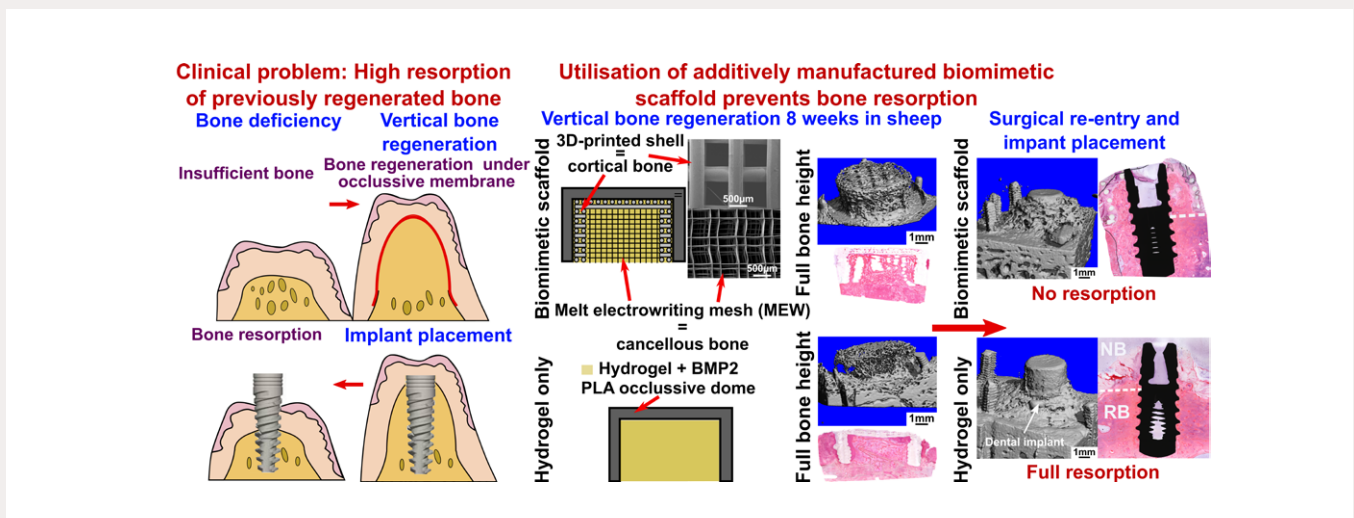 Clinical problem: High resorption
of previously regenerated bone
Bone deficiency
Vertical bone
regeneration
Insufficient bone
Bone regeneration under
occlussive membrane
Bone resorption
Implant placement
Utilisation of additively manufactured biomimetic
scaffold prevents bone resorption
Vertical bone regeneration 8 weeks in sheep
Biomimetic scaffold
3D-printed shell
=
cortical bone
500µm
500µm
Melt electrowriting mesh (MEW)
=
cancellous bone
Full bone height
1mm
Hydrogel only
Hydrogel + BMP2
PLA occlussive dome
Full bone height
1mm
Surgical re-entry and
impant placement
Biomimetic scaffold
1mm
No resorption
Hydrogel only
Dental implant
1mm
NB
RB
Full resorption